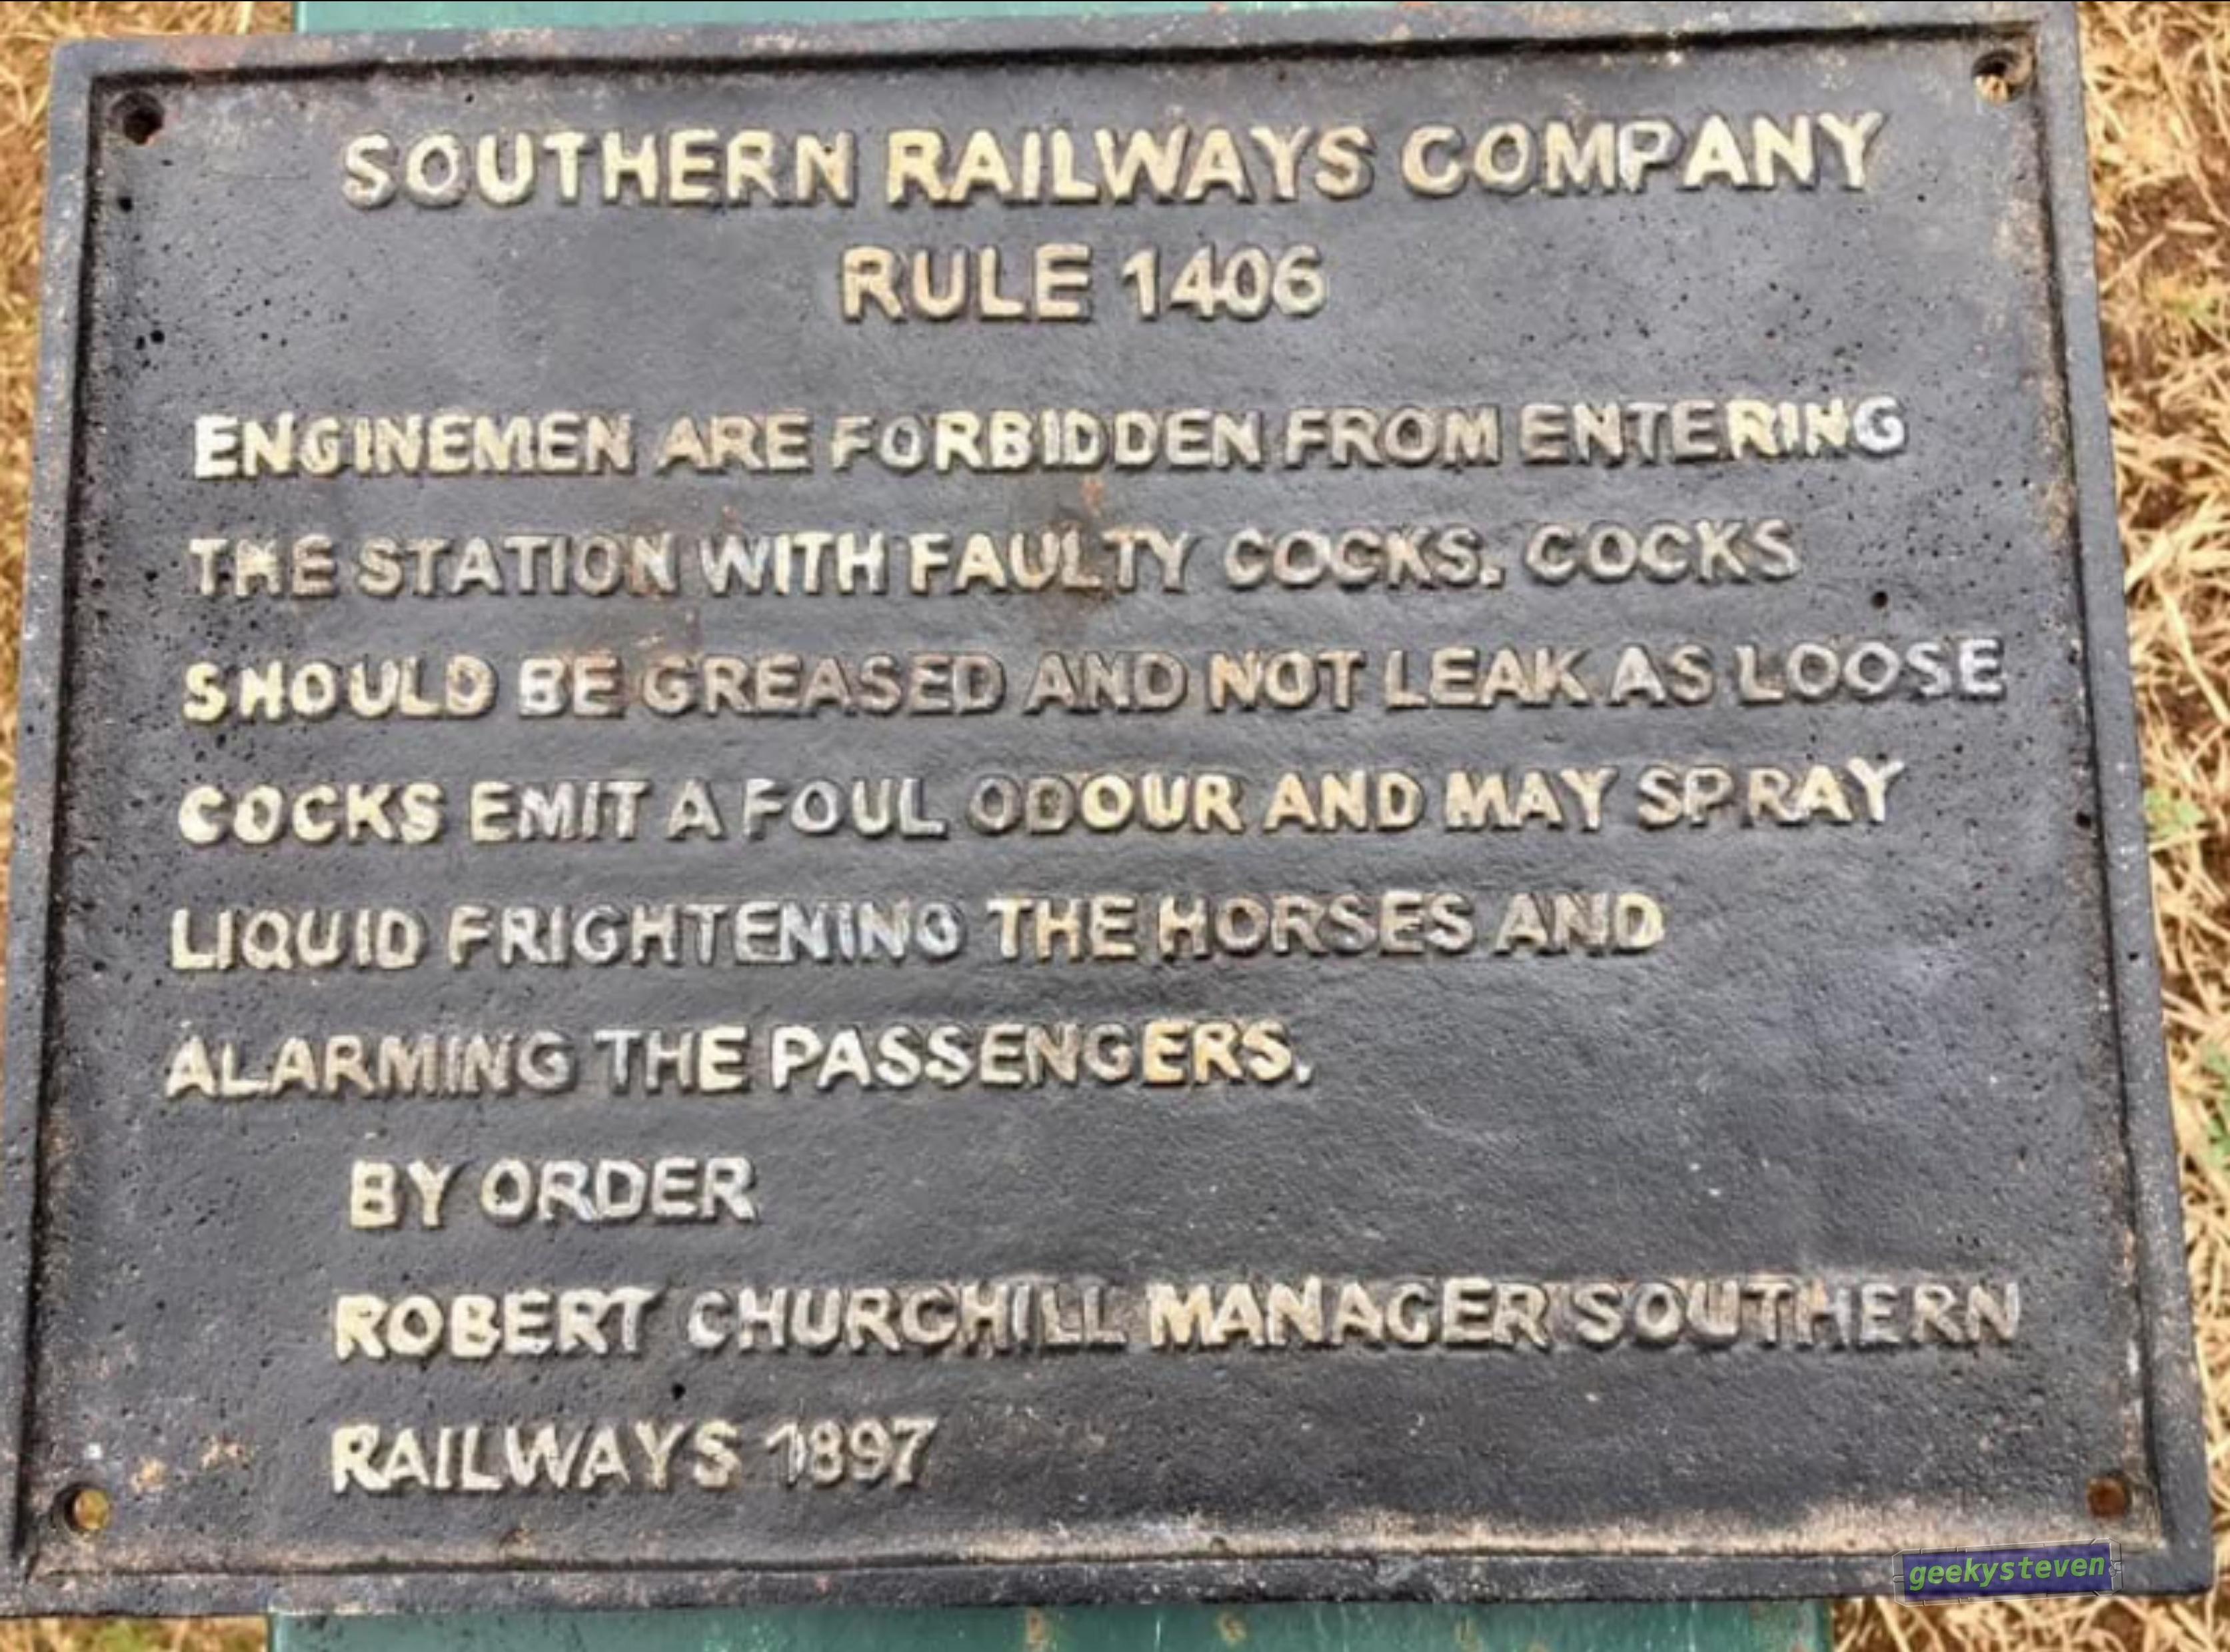 SOUTHERN RAILWAYS COMPANY
RULE 1406
ENGINEMEN ARE FORBIDDEN FROM ENTERING
THE STATION WITH FAULTY COCKS. COCKS
SHOULD BE GREASED AND NOT LEAK AS LOOSE
COCKS EMIT A FOUL ODOUR AND MAY SPRAY
LIQUID FRIGHTENING THE HORSES AND
ALARMING THE PASSENGERS.
BY ORDER
ROBERT CHURCHILL MANAGER SOUTHERN
RAILWAYS 1897
geekysteven